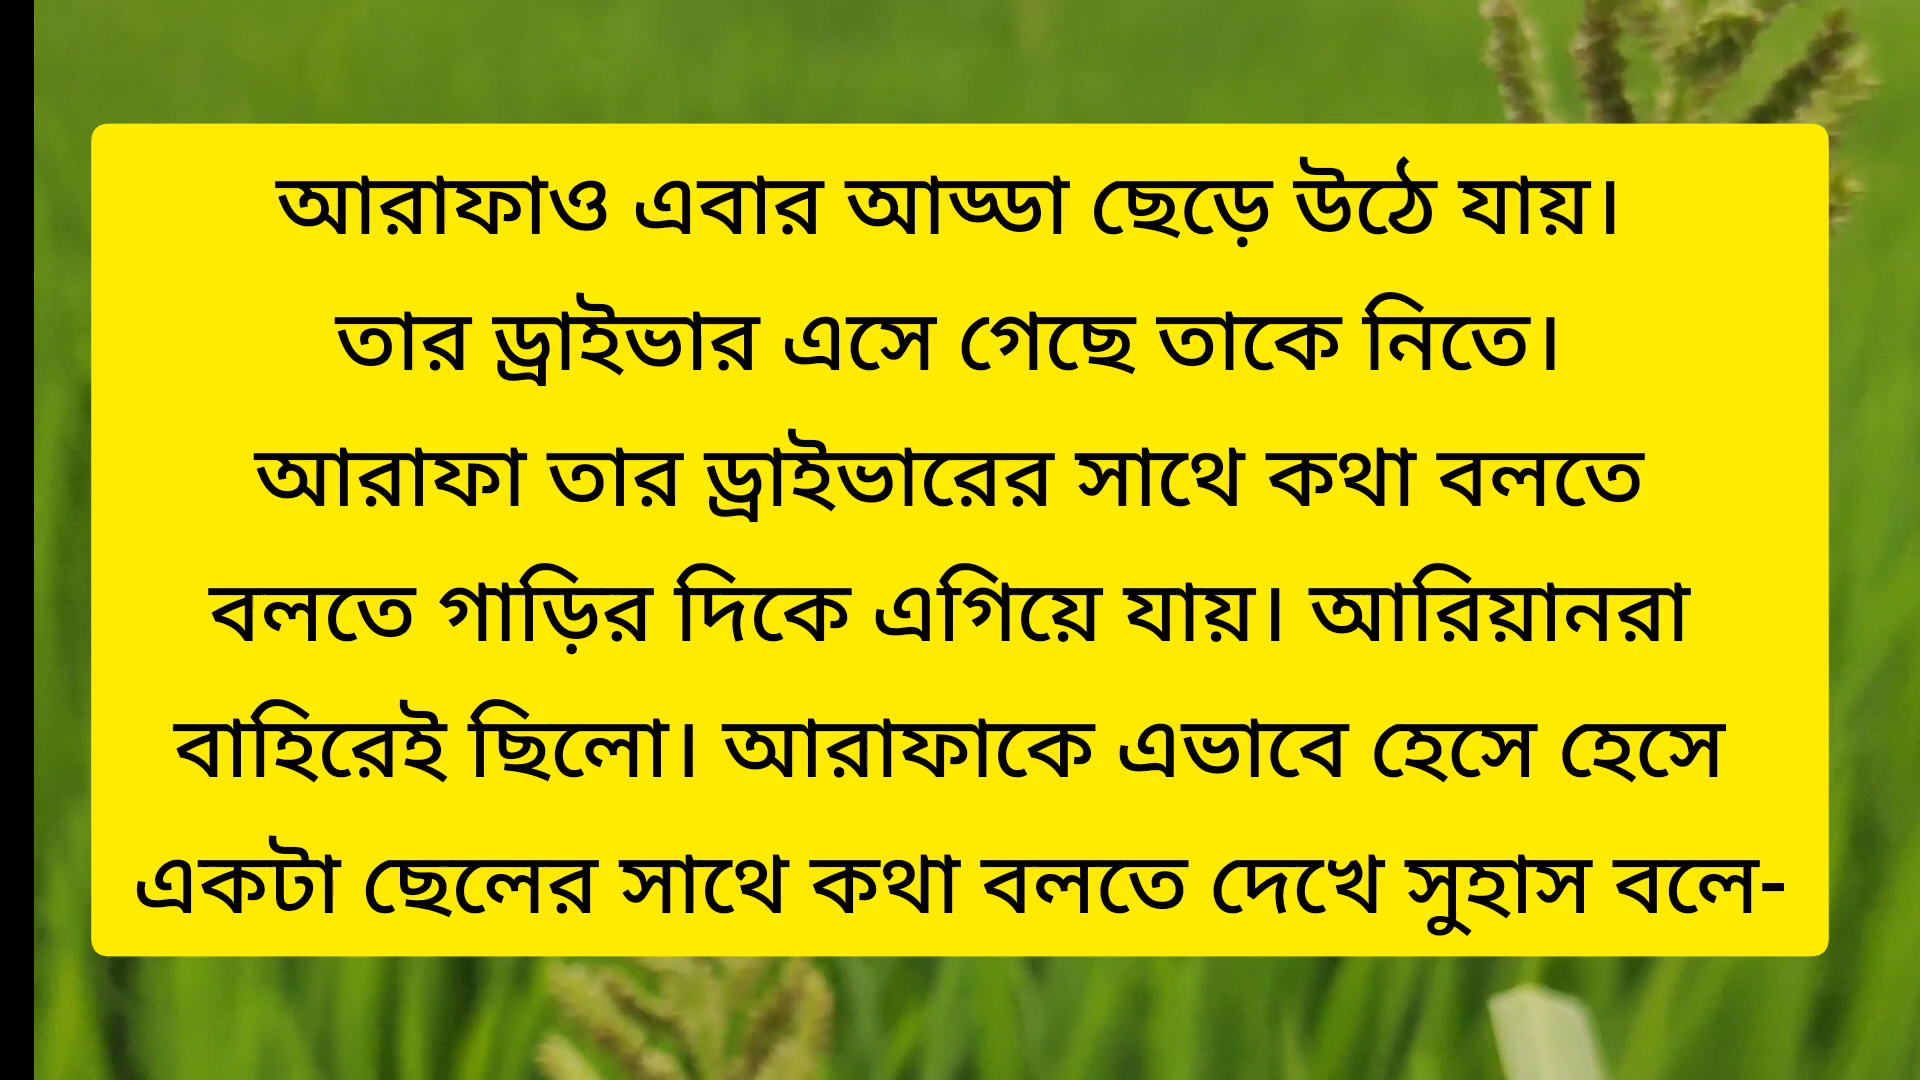 আরাফাও এবার আড্ডা ছেড়ে উঠে যায়।
তার ড্রাইভার এসে গেছে তাকে নিতে।
আরাফা তার ড্রাইভারের সাথে কথা বলতে
বলতে গাড়ির দিকে এগিয়ে যায়। আরিয়ানরা
বাহিরেই ছিলো। আরাফাকে এভাবে হেসে হেসে
একটা ছেলের সাথে কথা বলতে দেখে সুহাস বলে-